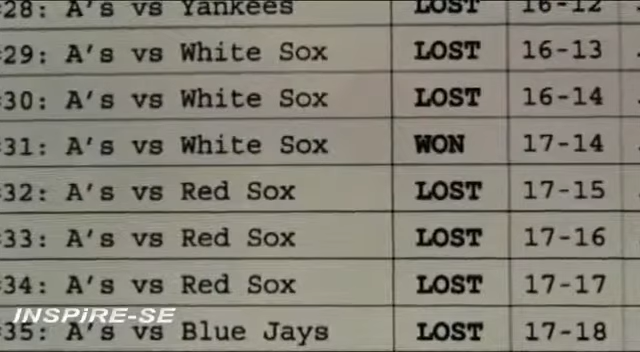 #28: A's vs Yankees LOST 16-12
#29: A's vs White Sox LOST 16-13
#30: A's vs White Sox LOST 16-14
#31: A's vs White Sox WON 17-14
#32: A's vs Red Sox LOST 17-15
#33: A's vs Red Sox LOST 17-16
#34: A's vs Red Sox LOST 17-17
INSPiRE-SE
#35: A's vs Blue Jays LOST 17-18